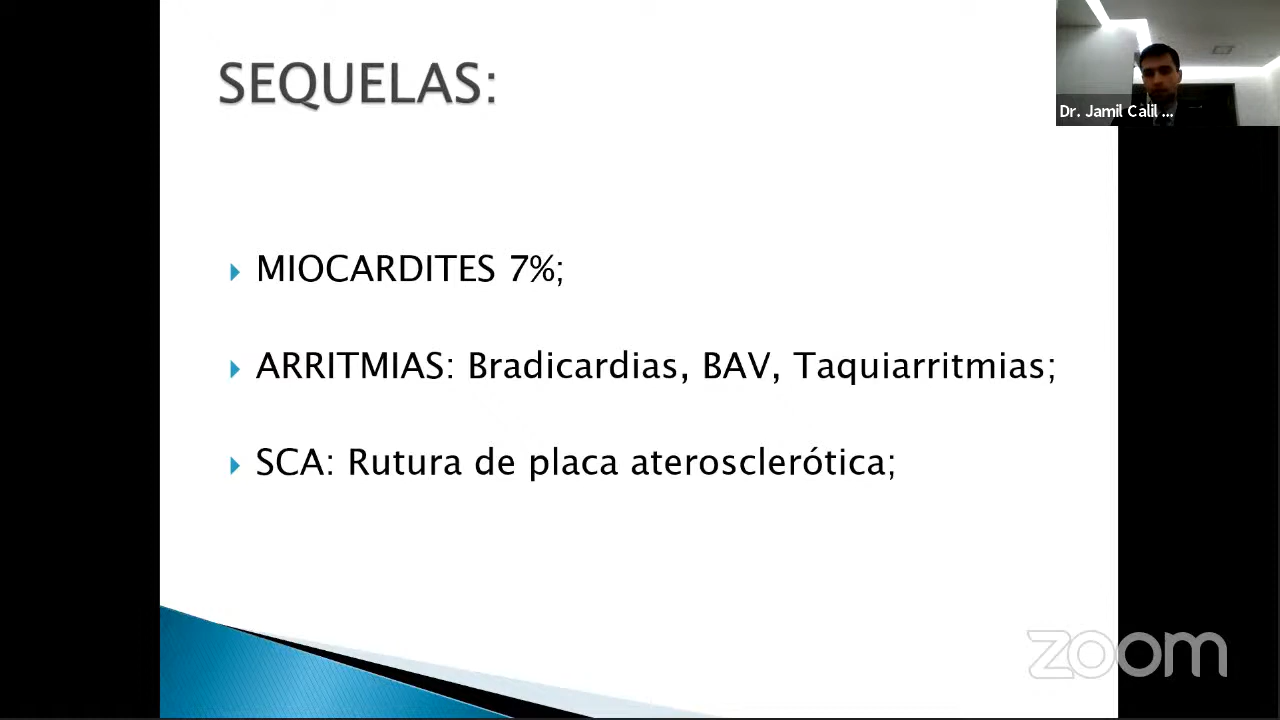 SEQUELAS:
Dr. Jamil Calil ...
MIOCARDITES 7%;
ARRITMIAS: Bradicardias, BAV, Taquiarritmias;
SCA: Rutura de placa aterosclerótica;
zoom